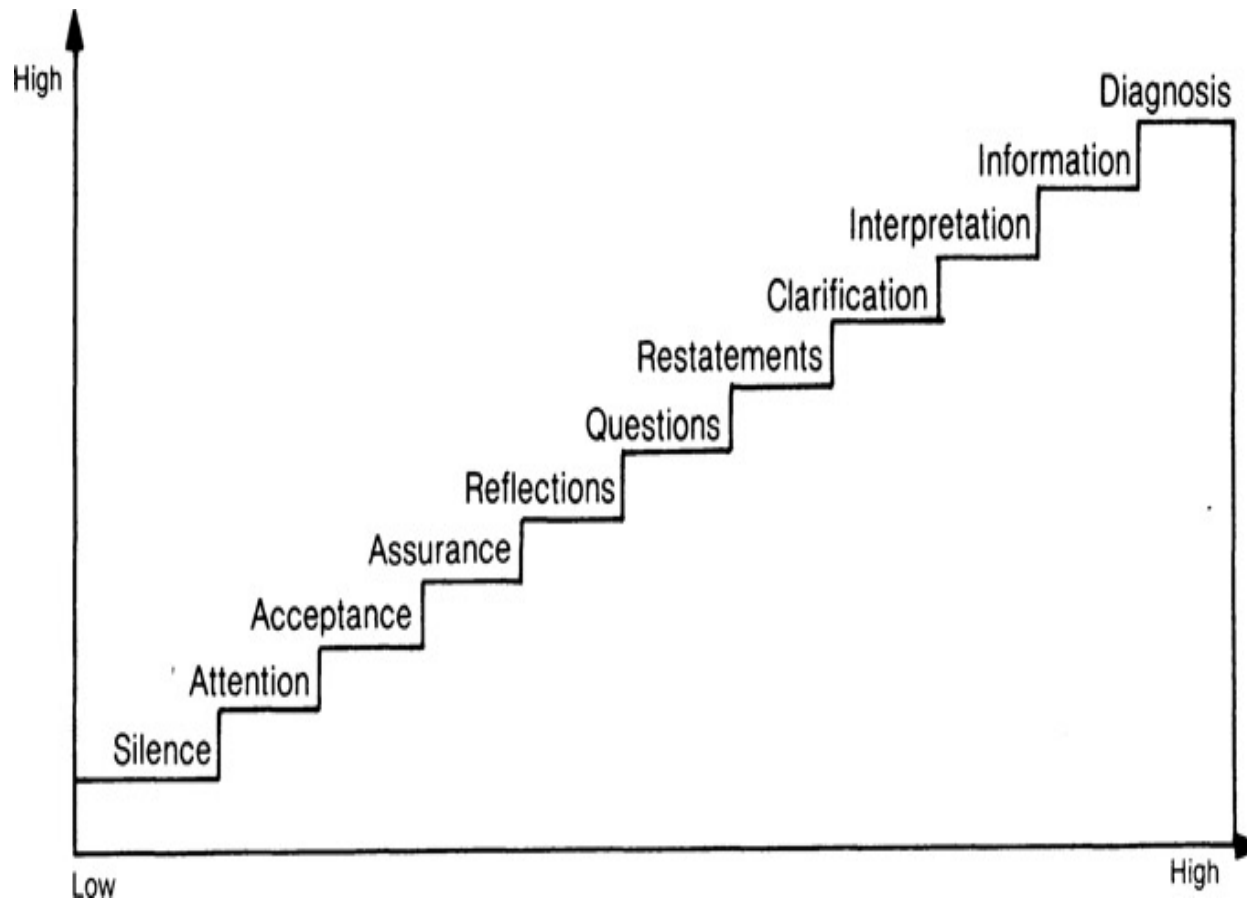 High
Diagnosis
Information
Interpretation
Clarification
Restatements
Questions
Reflections
Assurance
Acceptance
Attention
Silence
Low
High